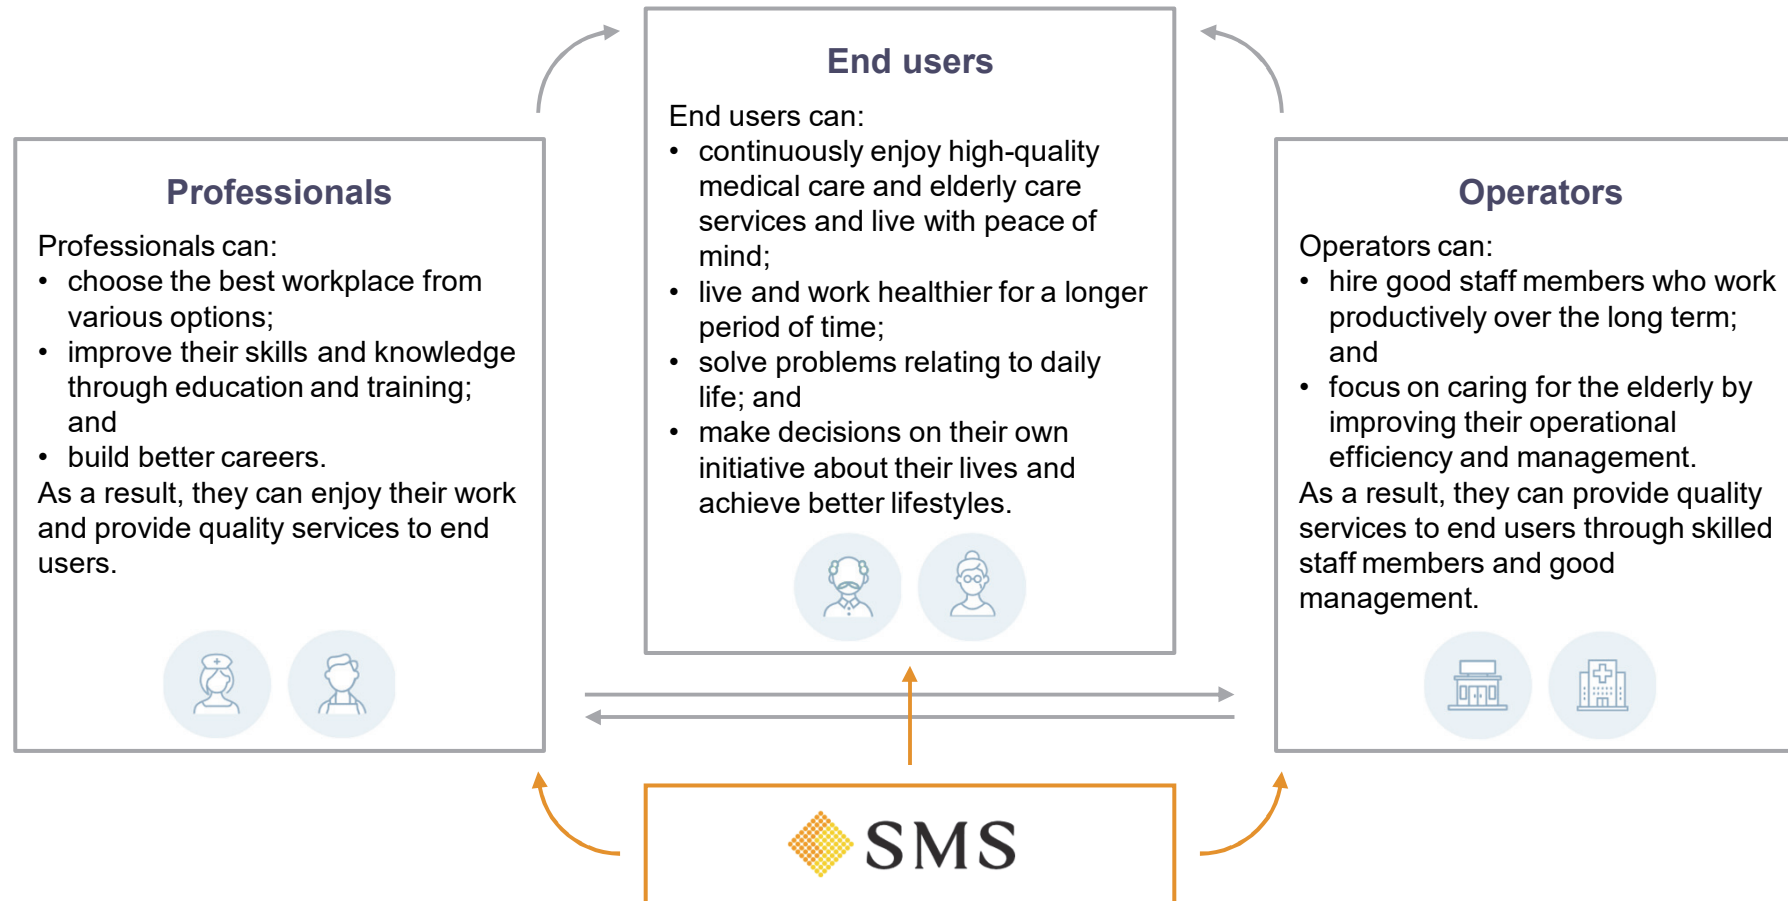 End users
End users can:
• continuously enjoy high-quality
medical care and elderly care
services and live with peace of
mind;
• live and work healthier for a longer
period of time;
• solve problems relating to daily
life; and
• make decisions on their own
initiative about their lives and
achieve better lifestyles.
Professionals
Professionals can:
• choose the best workplace from
various options;
• improve their skills and knowledge
through education and training;
and
• build better careers.
As a result, they can enjoy their work
and provide quality services to end
users.
Operators
Operators can:
• hire good staff members who work
productively over the long term;
and
• focus on caring for the elderly by
improving their operational
efficiency and management.
As a result, they can provide quality
services to end users through skilled
staff members and good
management.
SMS